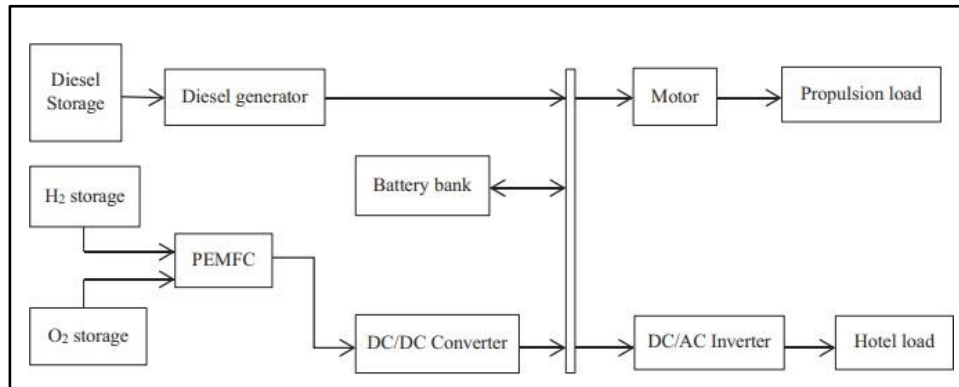 Diesel
Storage
Diesel generator
Motor
Propulsion load
Battery bank
H₂ storage
PEMFC
O₂ storage
DC/DC Converter
DC/AC Inverter
Hotel load